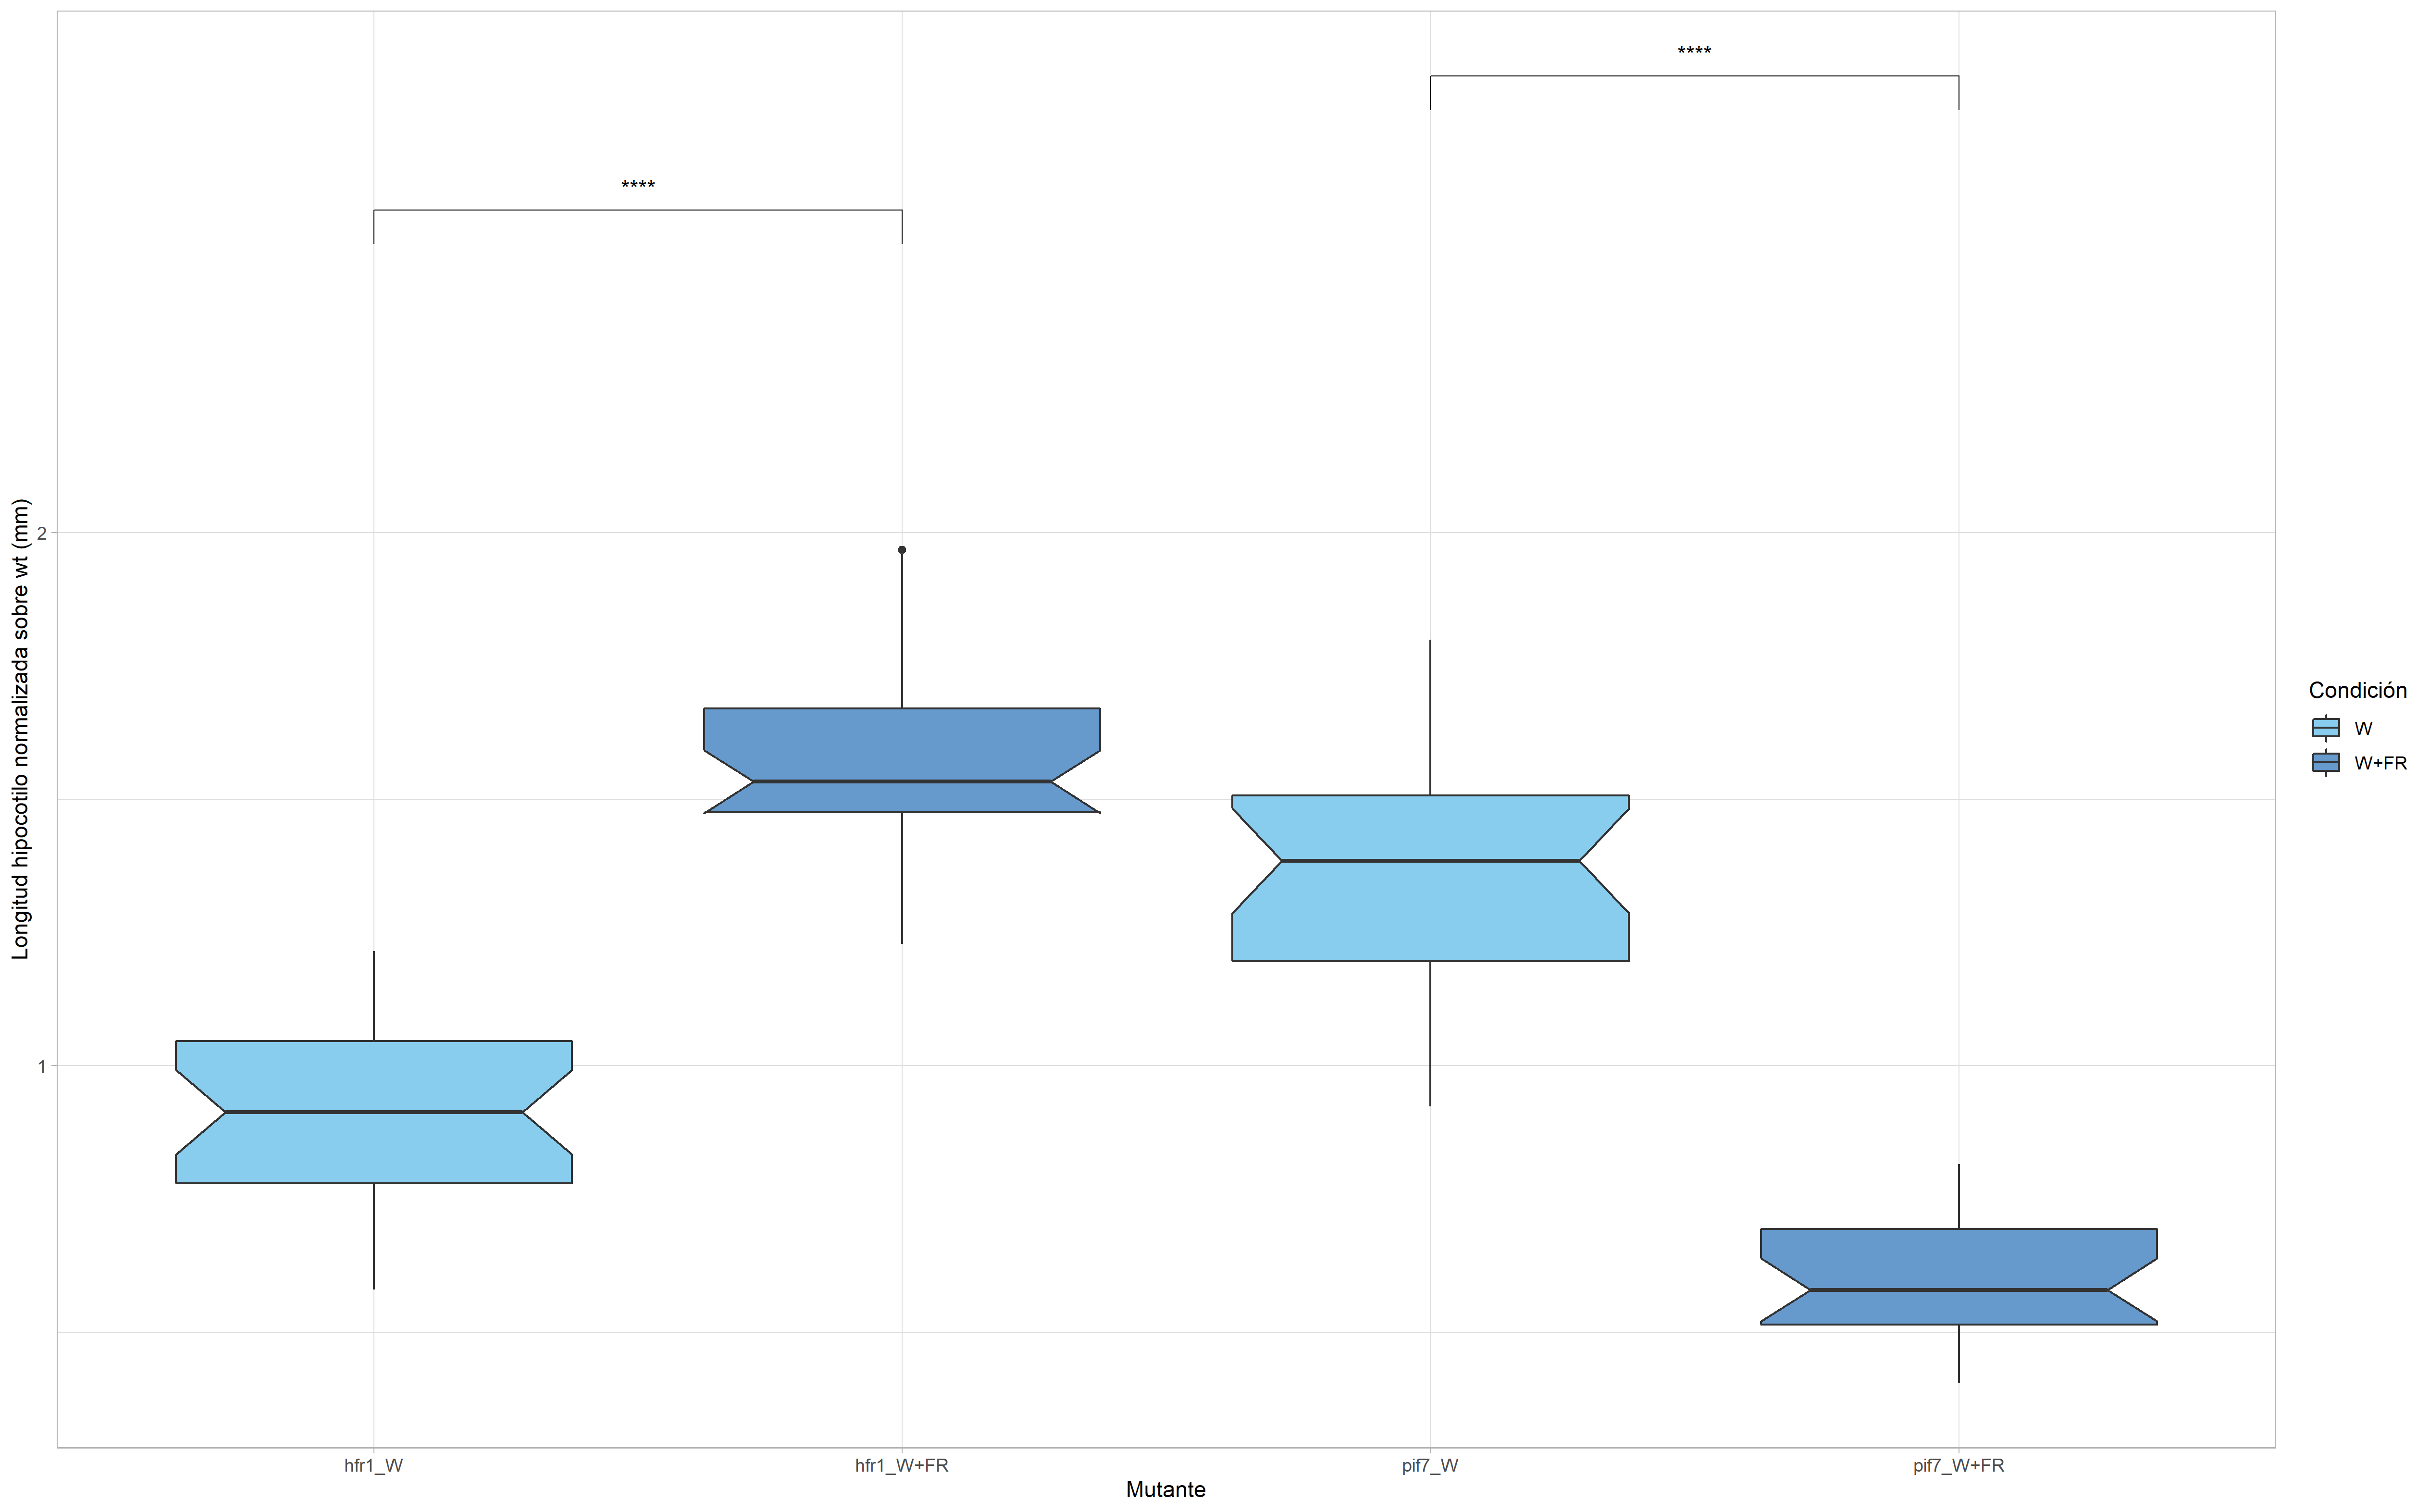 ****
****
Longitud hipocotilo normalizada sobre wt (mm)
2
1
hfr1_W
hfr1_W+FR
pif7_W
pif7_W+FR
Mutante
Condición
W
W+FR